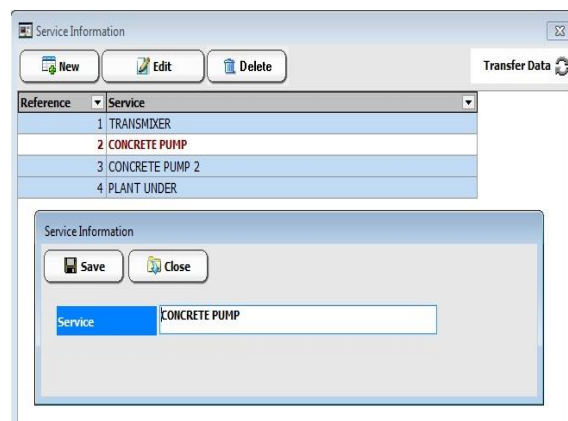 Service Information
New Edit Delete Transfer Data
Reference Service
1 TRANSMIXER
2 CONCRETE PUMP
3 CONCRETE PUMP 2
4 PLANT UNDER
Service Information
Save Close
Service CONCRETE PUMP